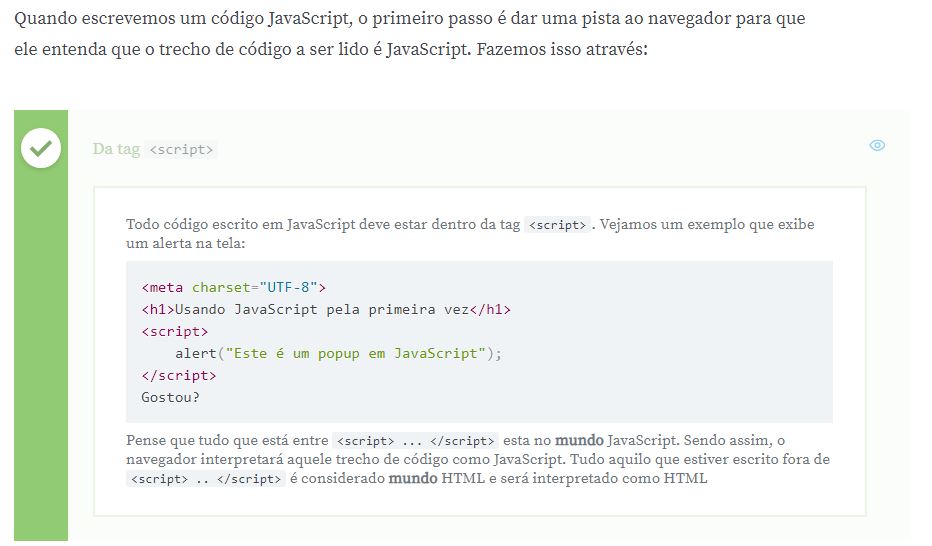 Quando escrevemos um código JavaScript, o primeiro passo é dar uma pista ao navegador para que
ele entenda que o trecho de código a ser lido é JavaScript. Fazemos isso através:
Da tag <script>
Todo código escrito em JavaScript deve estar dentro da tag <script> . Vejamos um exemplo que exibe
um alerta na tela:
<meta charset="UTF-8">
<h1>Usando JavaScript pela primeira vez</h1>
<script>
    alert("Este é um popup em JavaScript");
</script>
Gostou?
Pense que tudo que está entre <script> ... </script> esta no mundo JavaScript. Sendo assim, o
navegador interpretará aquele trecho de código como JavaScript. Tudo aquilo que estiver escrito fora de
<script> .. </script> é considerado mundo HTML e será interpretado como HTML